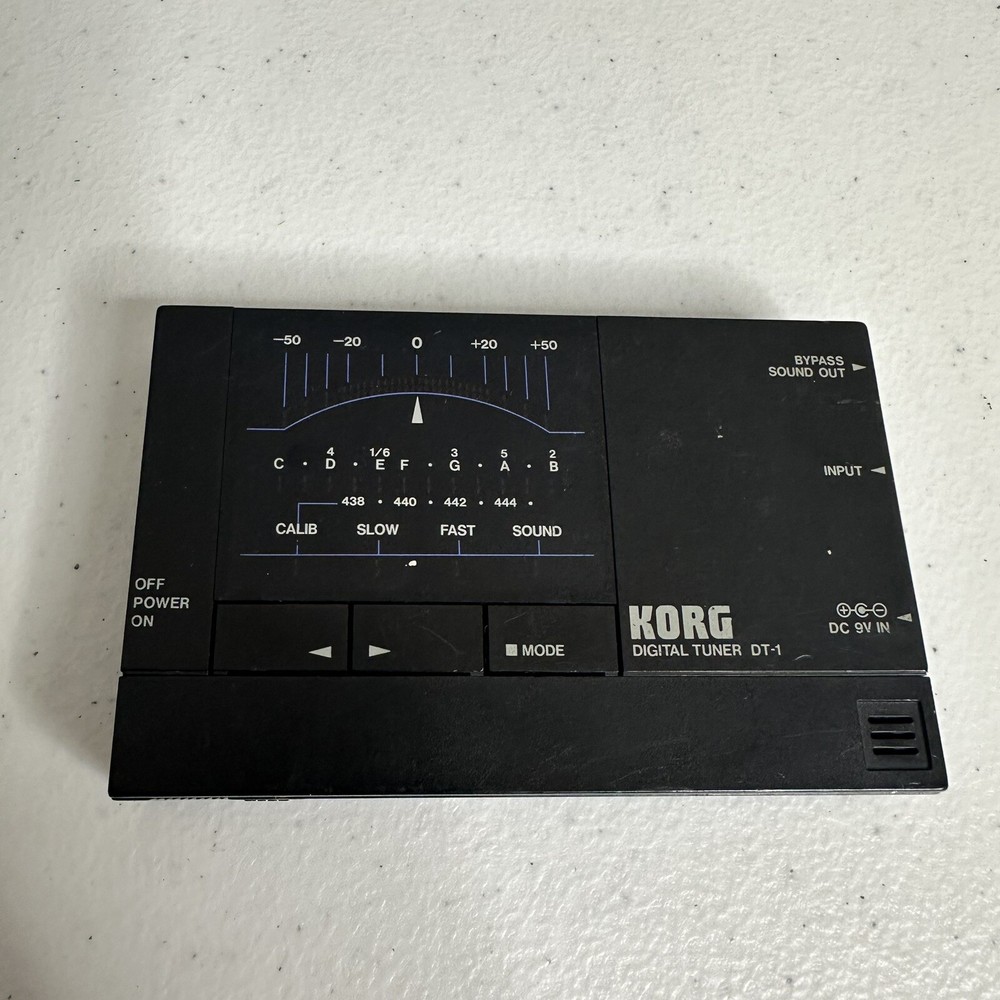 −50 −20 0 +20 +50
4 1/6 3 5 2
C · D · E F · G · A · B
438 · 440 · 442 · 444 ·
CALIB SLOW FAST SOUND
OFF
POWER
ON
◀ ▶ ■ MODE
BYPASS
SOUND OUT ▶
INPUT ◀
DC 9V IN ◀
KORG
DIGITAL TUNER DT-1